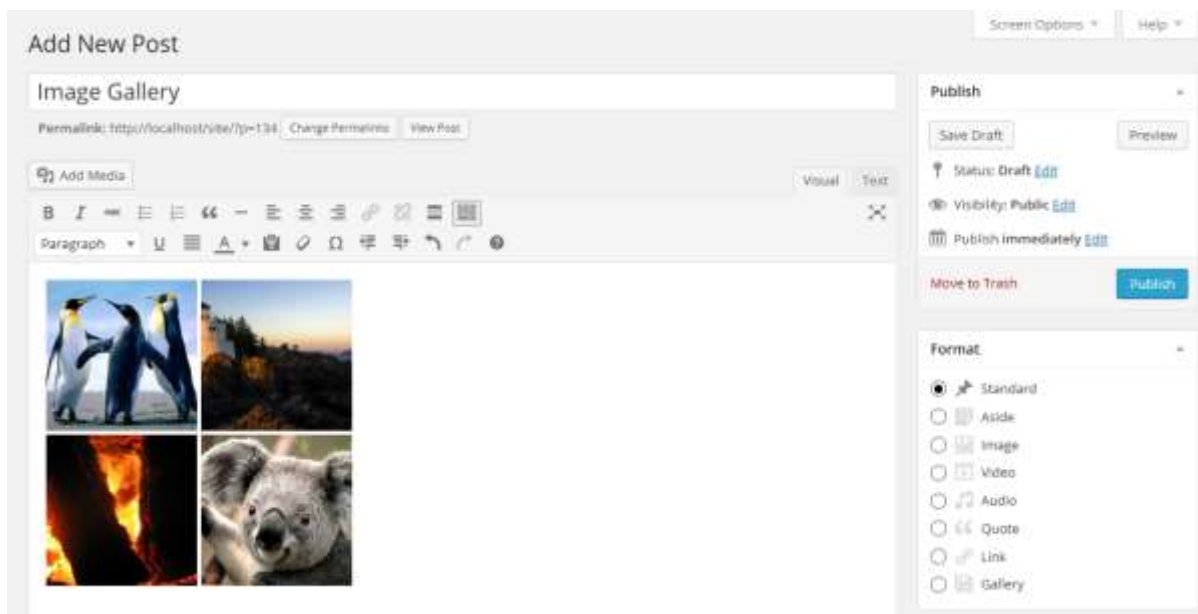 Screen Options Help
Add New Post
Image Gallery
Permalink: http://localhost/site/?p=134 Change Permalinks View Post
Add Media
Visual Text
B I
Paragraph U A Ω
Publish
Save Draft Preview
Status: Draft Edit
Visibility: Public Edit
Publish immediately Edit
Move to Trash Publish
Format
Standard
Aside
Image
Video
Audio
Quote
Link
Gallery